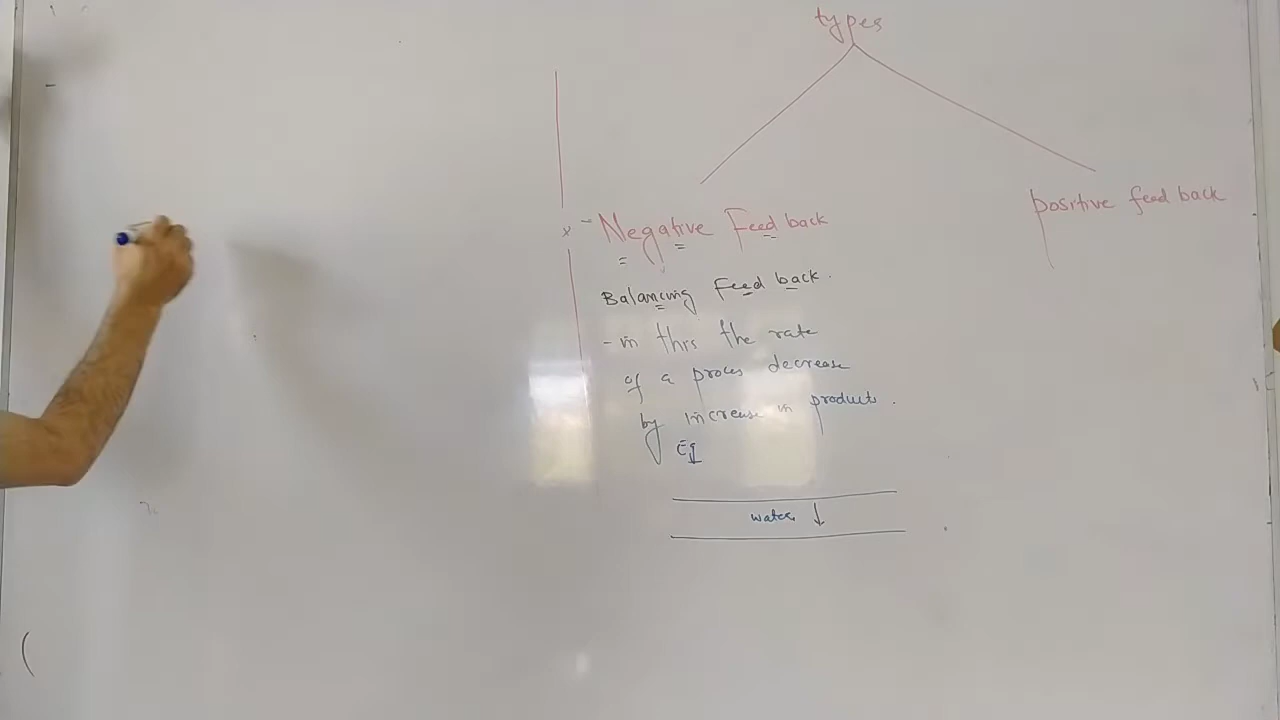 types
- Negative Feed back
positive feed back
Balancing Feed back.
- in this the rate
of a proces decrease
by increase in products.
Eg
water ↓